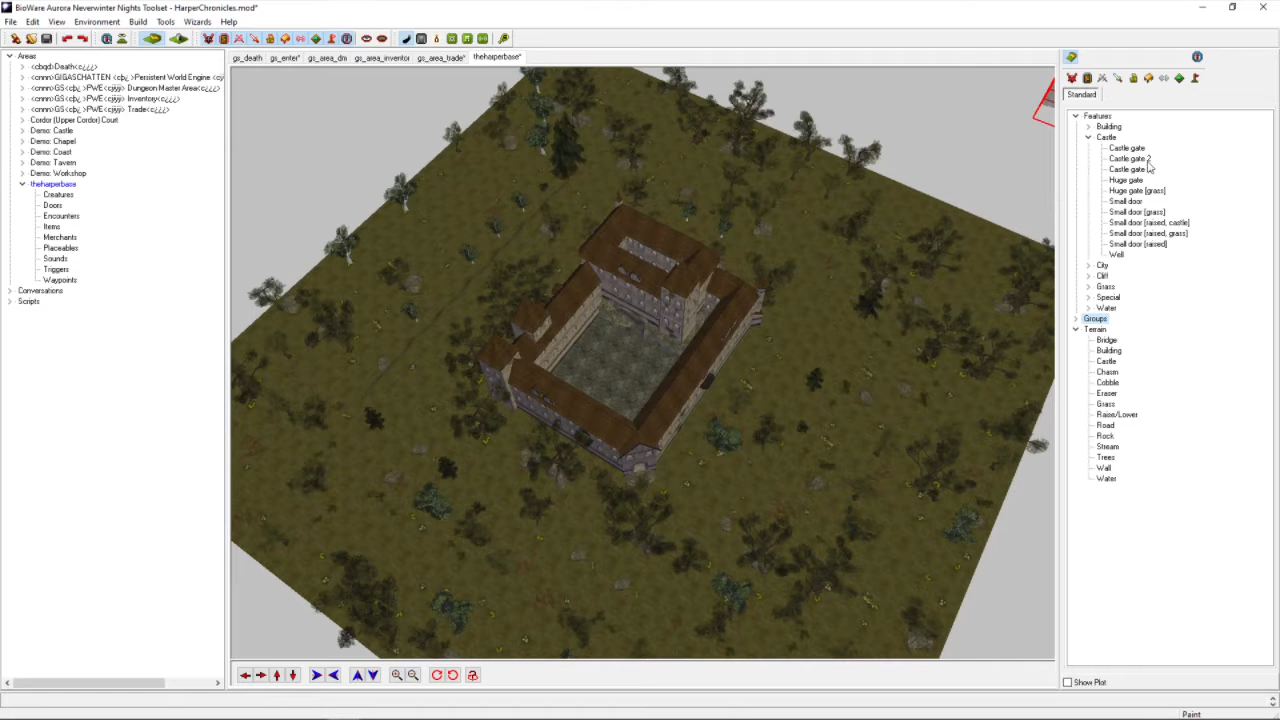 BioWare Aurora Neverwinter Nights Toolset - HarperChronicles.mod*
File Edit View Environment Build Tools Wizards Help
Areas
<cbqd>Death<c¿¿¿>
Demo: Castle
Demo: Chapel
Demo: Coast
Demo: Tavern
Demo: Workshop
Cordor (Upper Cordor) Court
theharperbase
Creatures
Doors
Encounters
Items
Merchants
Placeables
Sounds
Triggers
Waypoints
Conversations
Scripts
gs_death gs_enter* gs_area_dm gs_area_inventor gs_area_trade* theharperbase*
Standard
Features
Building
Castle
Castle gate
Castle gate 2
Castle gate
Huge gate
Huge gate [grass]
Small door
Small door [grass]
Small door [raised, castle]
Small door [raised, grass]
Small door [raised]
Well
City
Cliff
Grass
Special
Water
Groups
Terrain
Bridge
Building
Castle
Chasm
Cobble
Eraser
Grass
Raise/Lower
Road
Rock
Stream
Trees
Wall
Water
Show Plot
Paint